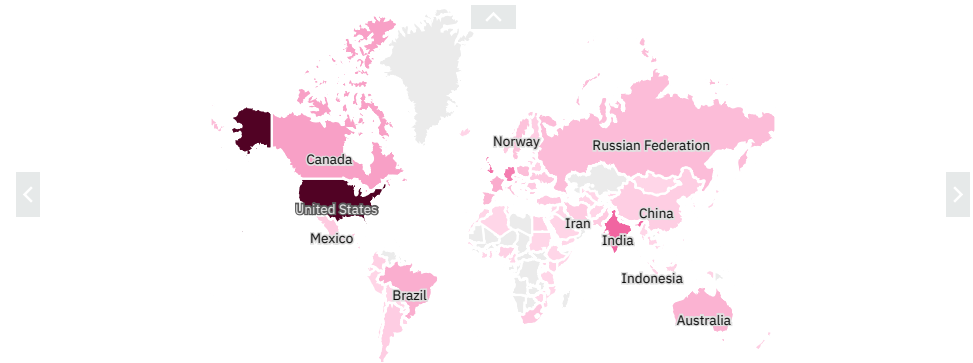 Norway
Russian Federation
Canada
United States
China
Iran
Mexico
India
Indonesia
Brazil
Australia